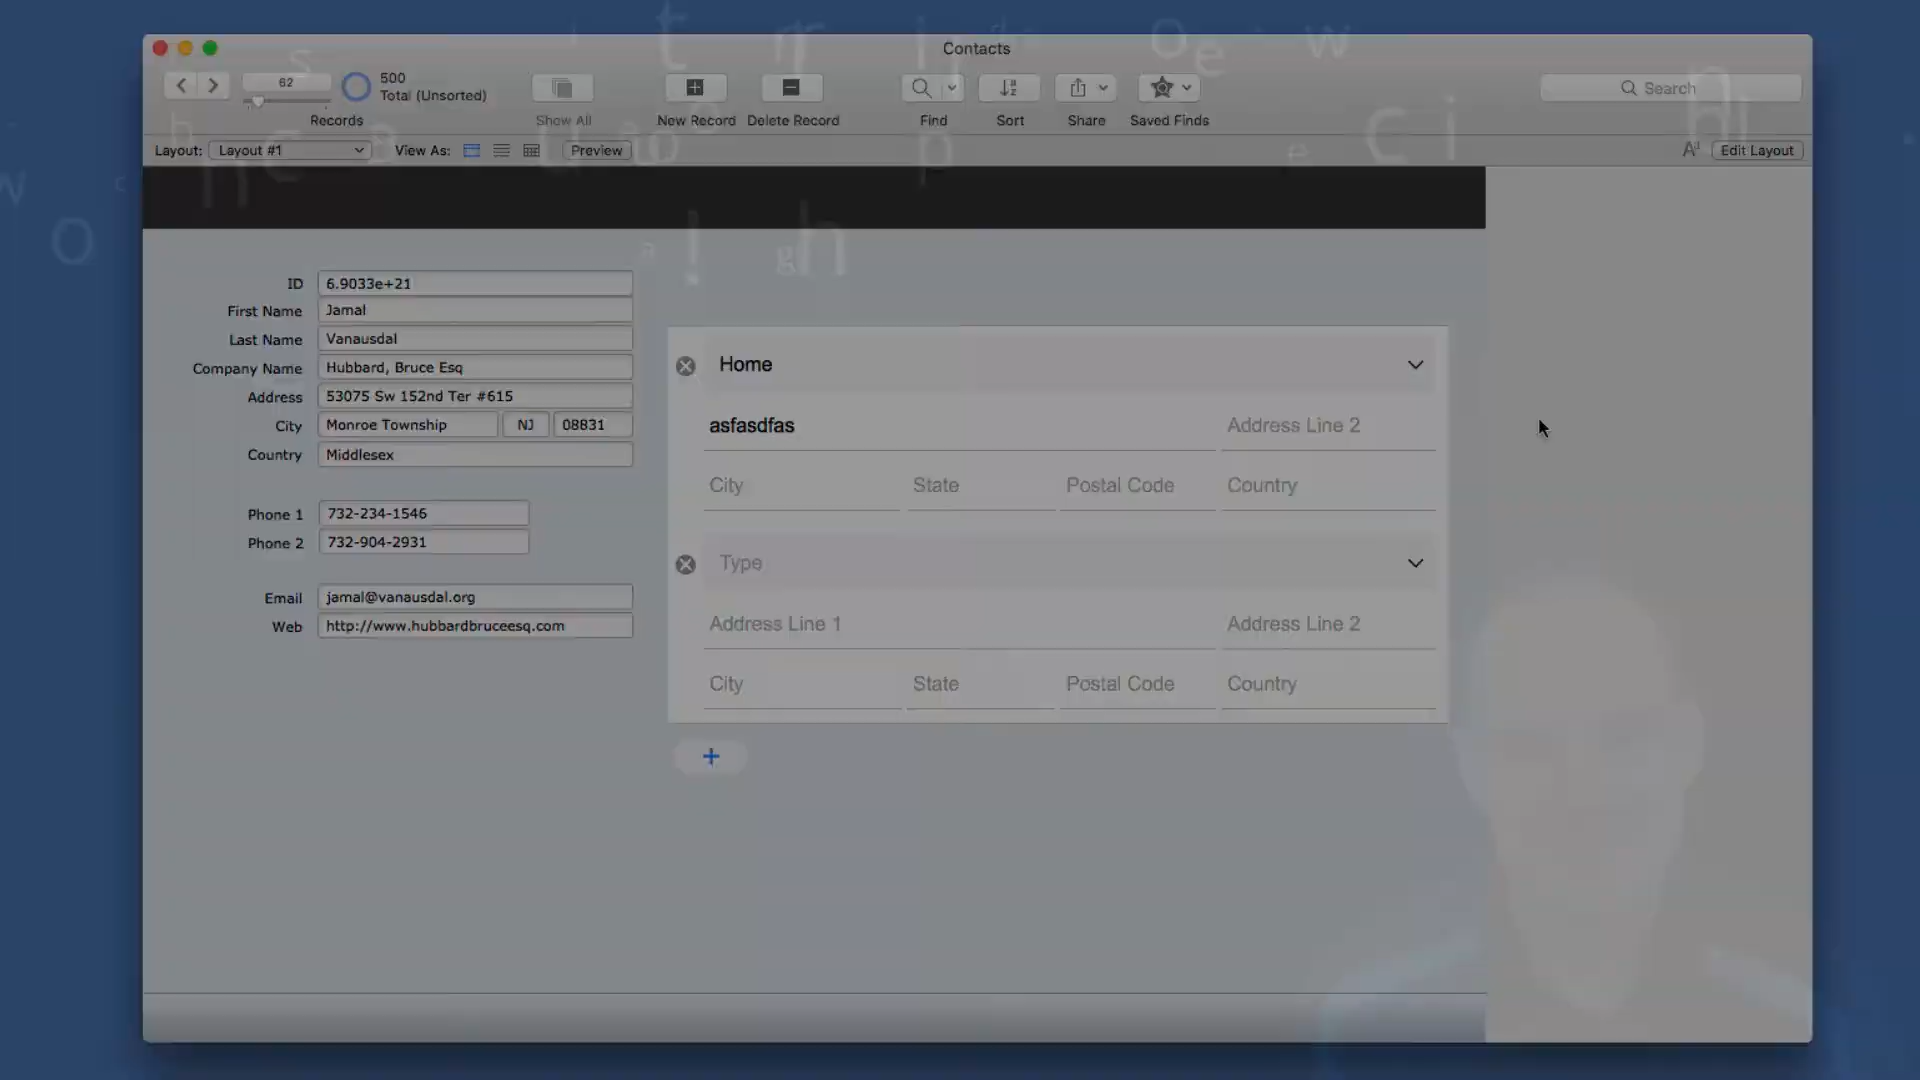 Contacts
62
500
Total (Unsorted)
Records
Show All
New Record
Delete Record
Find
Sort
Share
Saved Finds
Search
Layout: Layout #1
View As:
Preview
Edit Layout
ID 6.9033e+21
First Name Jamal
Last Name Vanausdal
Company Name Hubbard, Bruce Esq
Address 53075 Sw 152nd Ter #615
City Monroe Township NJ 08831
Country Middlesex
Phone 1 732-234-1546
Phone 2 732-904-2931
Email jamal@vanausdal.org
Web http://www.hubbardbruceesq.com
Home
asfasdfas Address Line 2
City State Postal Code Country
Type
Address Line 1 Address Line 2
City State Postal Code Country